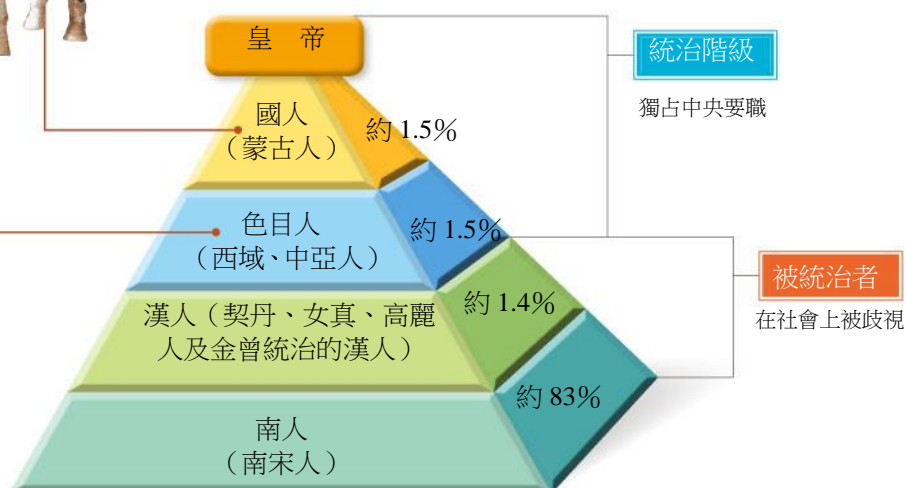 皇 帝
國人
（蒙古人）
約 1.5%
色目人
（西域、中亞人）
約 1.5%
漢人（契丹、女真、高麗
人及金曾統治的漢人）
約 1.4%
南人
（南宋人）
約 83%
統治階級
獨占中央要職
被統治者
在社會上被歧視